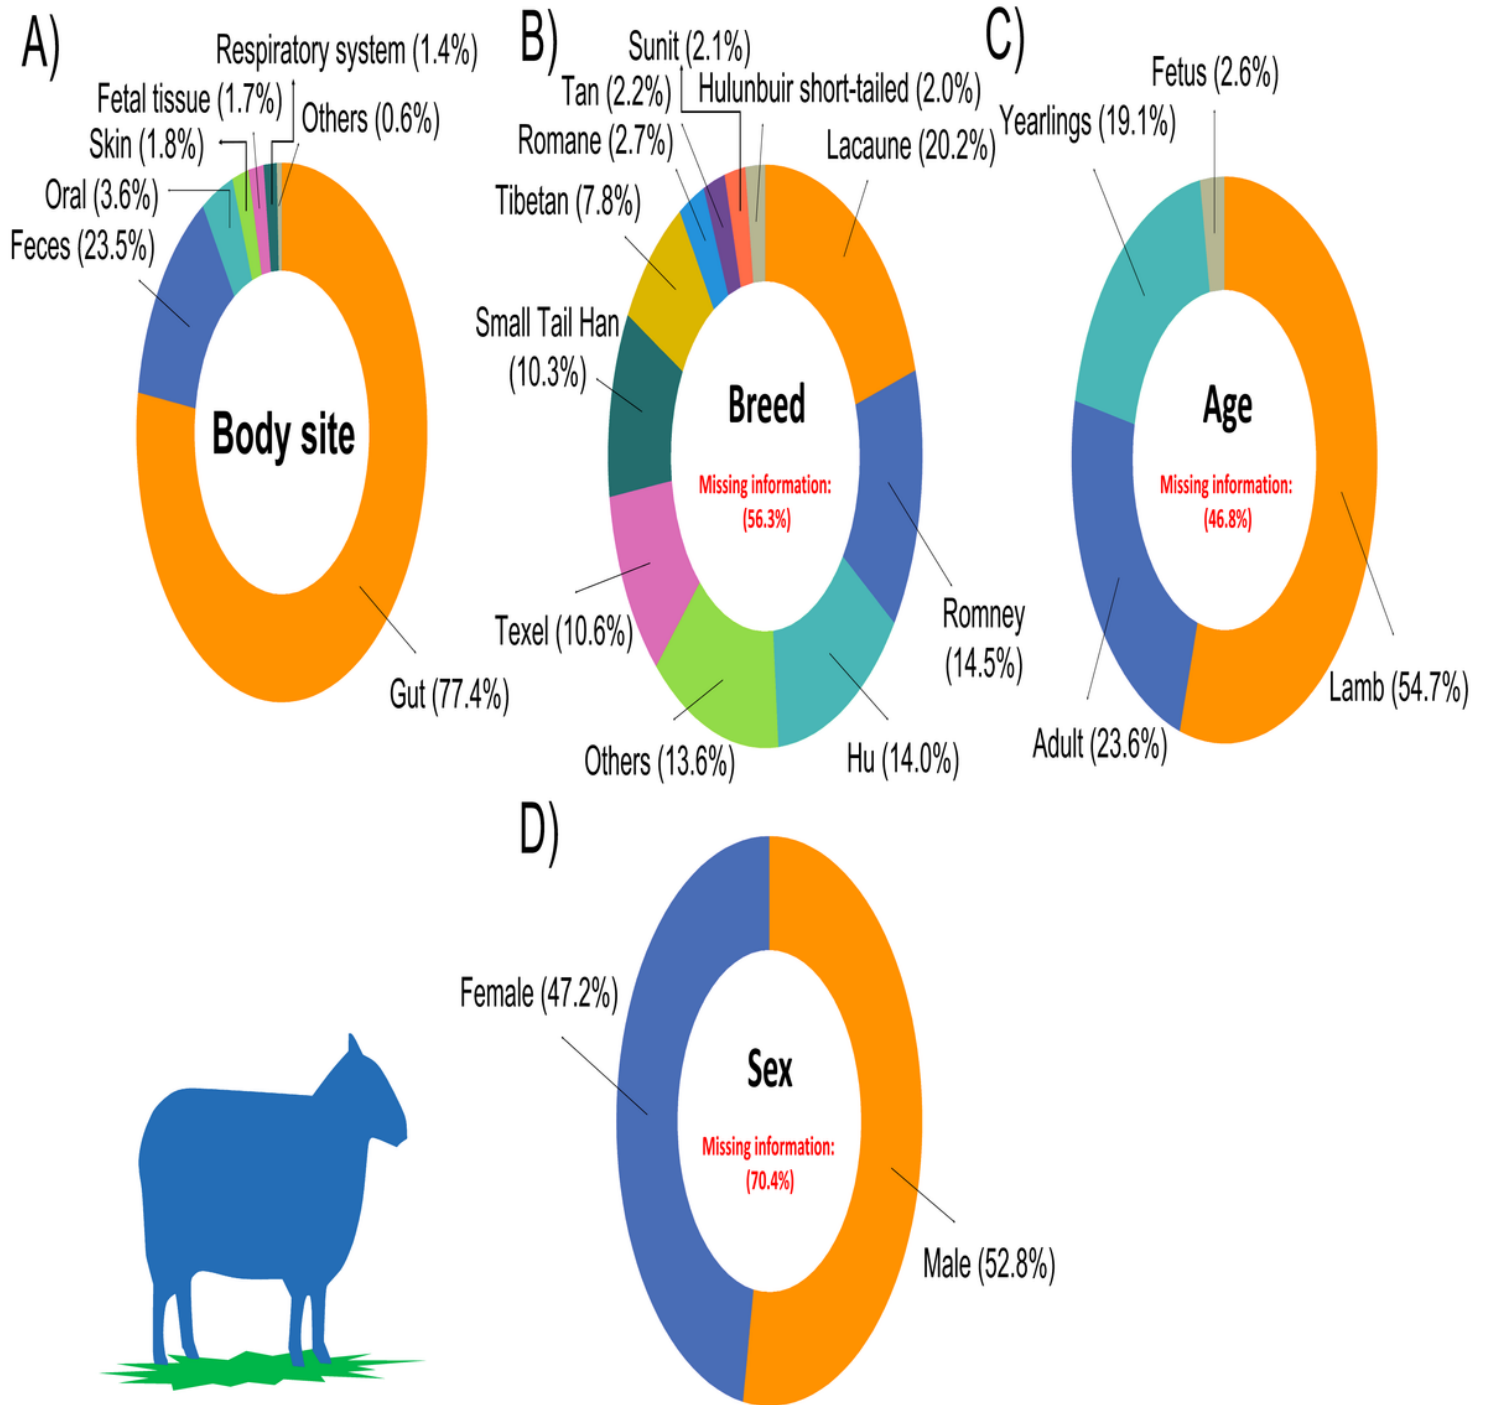 A)
Respiratory system (1.4%)
Fetal tissue (1.7%)
Others (0.6%)
Skin (1.8%)
Oral (3.6%)
Feces (23.5%)
Body site
Gut (77.4%)
B)
Sunit (2.1%)
Tan (2.2%)
Hulunbuir short-tailed (2.0%)
Romane (2.7%)
Lacaune (20.2%)
Tibetan (7.8%)
Small Tail Han
(10.3%)
Breed
Missing information:
(56.3%)
Texel (10.6%)
Romney
(14.5%)
Others (13.6%)
Hu (14.0%)
C)
Fetus (2.6%)
Yearlings (19.1%)
Age
Missing information:
(46.8%)
Lamb (54.7%)
Adult (23.6%)
D)
Female (47.2%)
Sex
Missing information:
(70.4%)
Male (52.8%)